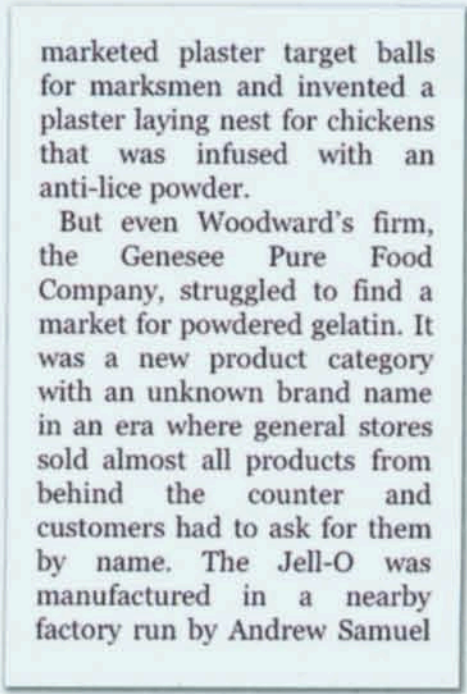 marketed plaster target balls
for marksmen and invented a
plaster laying nest for chickens
that was infused with an
anti-lice powder.
But even Woodward's firm,
the Genesee Pure Food
Company, struggled to find a
market for powdered gelatin. It
was a new product category
with an unknown brand name
in an era where general stores
sold almost all products from
behind the counter and
customers had to ask for them
by name. The Jell-O was
manufactured in a nearby
factory run by Andrew Samuel